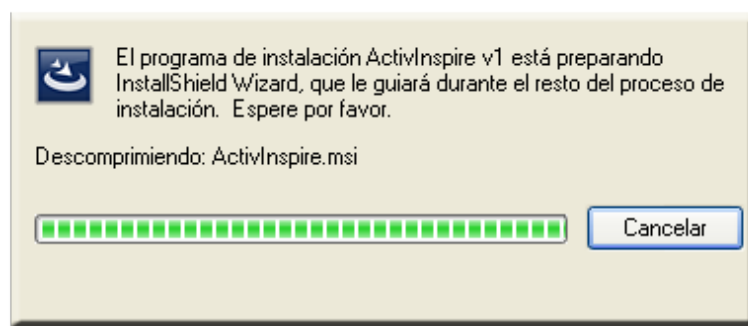 El programa de instalación ActivInspire v1 está preparando
InstallShield Wizard, que le guiará durante el resto del proceso de
instalación.  Espere por favor.
Descomprimiendo: ActivInspire.msi
Cancelar